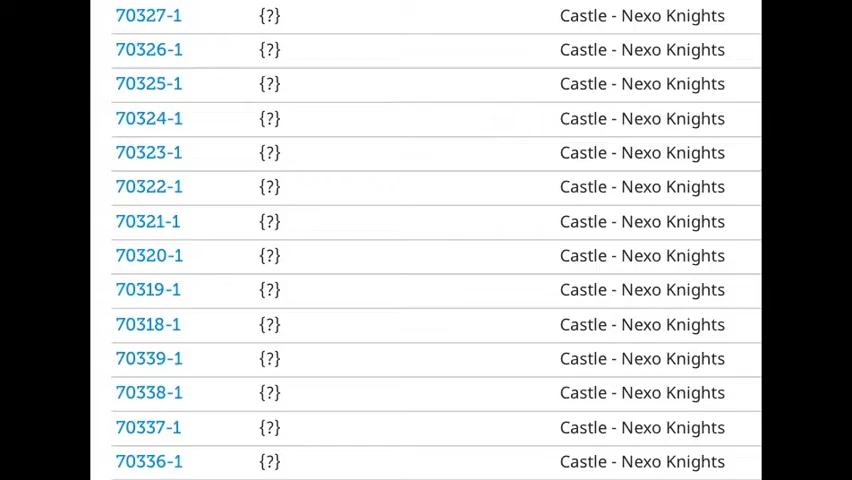 70327-1 {?} Castle - Nexo Knights
70326-1 {?} Castle - Nexo Knights
70325-1 {?} Castle - Nexo Knights
70324-1 {?} Castle - Nexo Knights
70323-1 {?} Castle - Nexo Knights
70322-1 {?} Castle - Nexo Knights
70321-1 {?} Castle - Nexo Knights
70320-1 {?} Castle - Nexo Knights
70319-1 {?} Castle - Nexo Knights
70318-1 {?} Castle - Nexo Knights
70339-1 {?} Castle - Nexo Knights
70338-1 {?} Castle - Nexo Knights
70337-1 {?} Castle - Nexo Knights
70336-1 {?} Castle - Nexo Knights